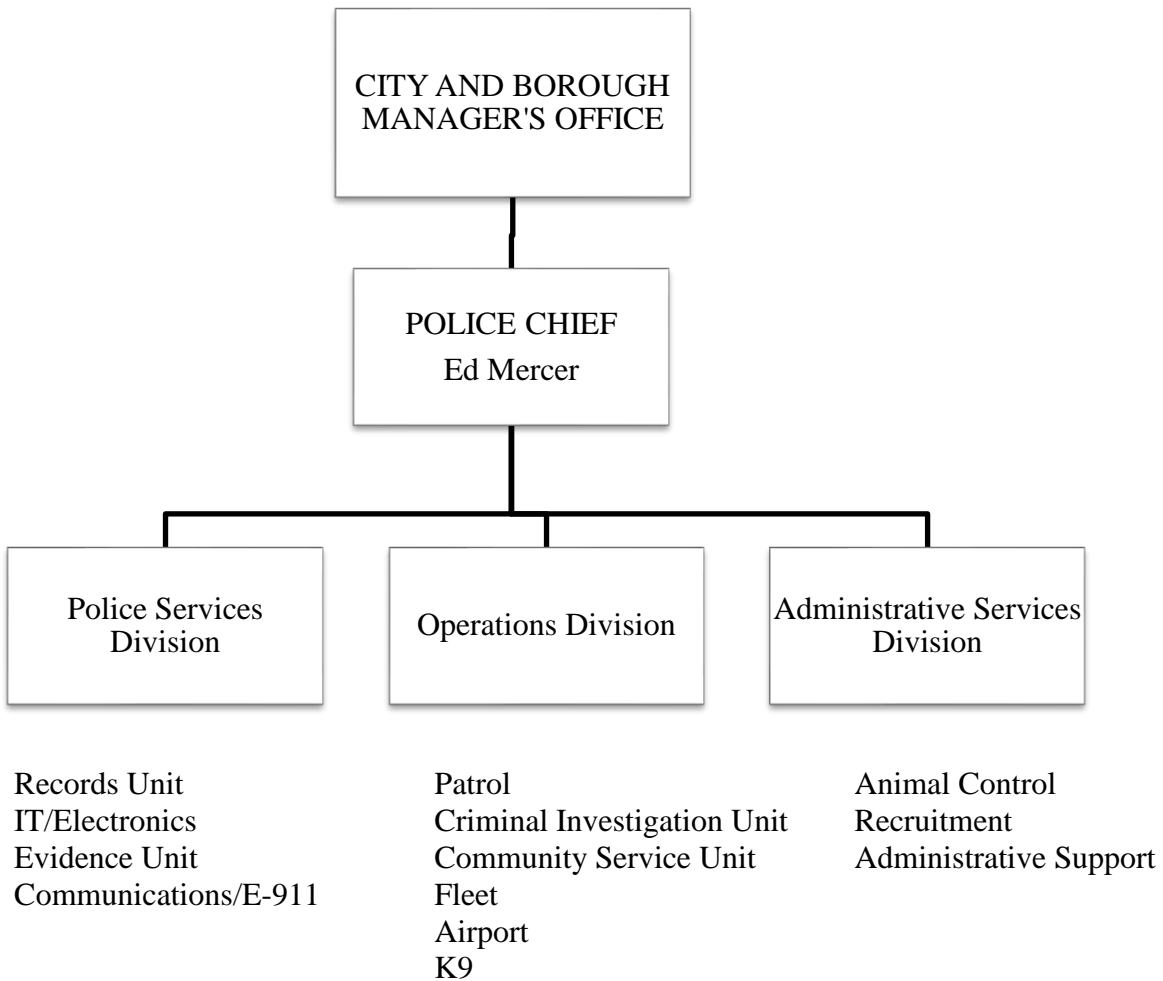 CITY AND BOROUGH
MANAGER'S OFFICE
POLICE CHIEF
Ed Mercer
Police Services
Division
Operations Division
Administrative Services
Division
Records Unit
IT/Electronics
Evidence Unit
Communications/E-911
Patrol
Criminal Investigation Unit
Community Service Unit
Fleet
Airport
K9
Animal Control
Recruitment
Administrative Support